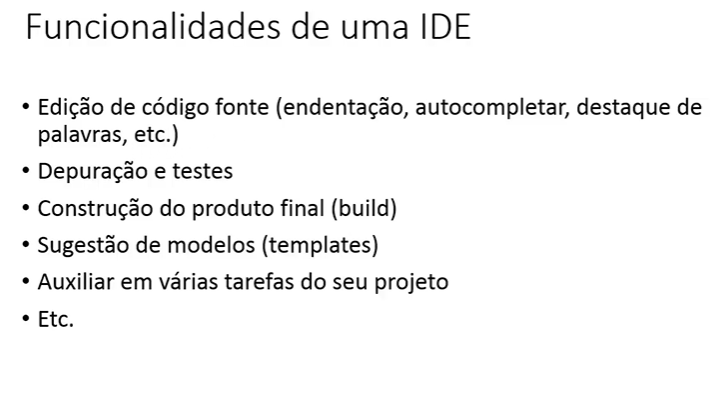 Funcionalidades de uma IDE
• Edição de código fonte (endentação, autocompletar, destaque de
palavras, etc.)
• Depuração e testes
• Construção do produto final (build)
• Sugestão de modelos (templates)
• Auxiliar em várias tarefas do seu projeto
• Etc.